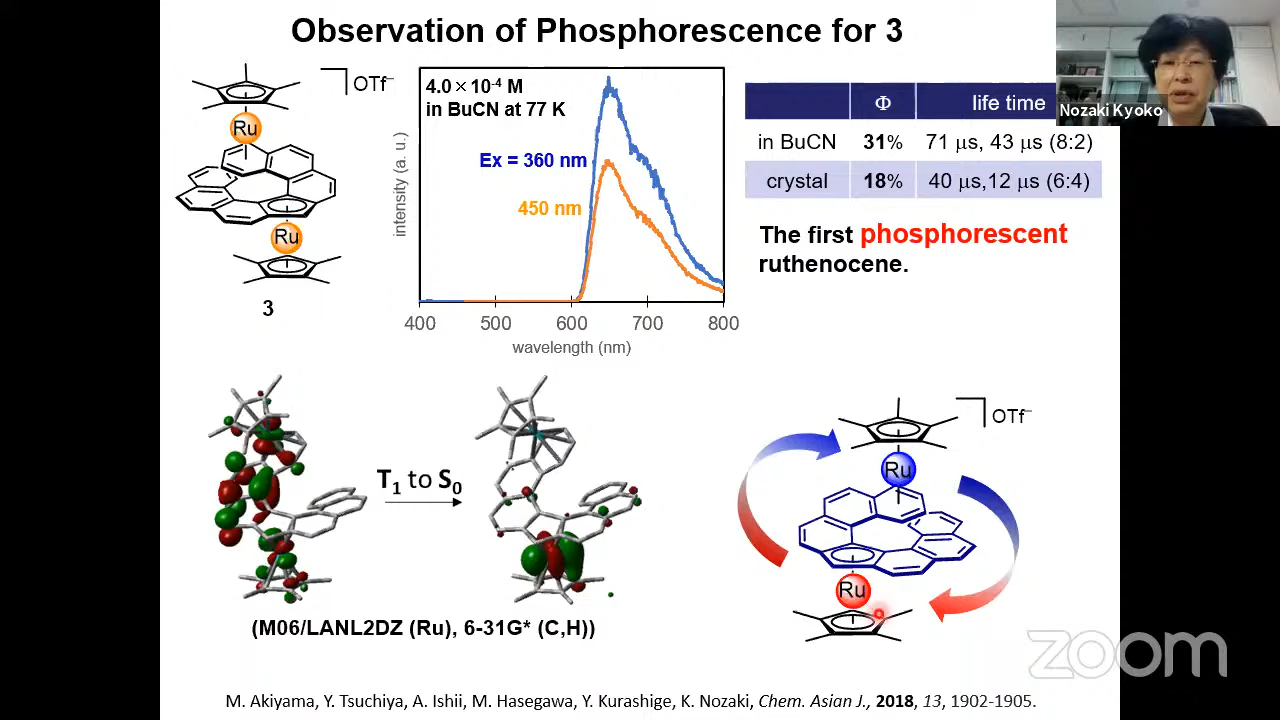 Observation of Phosphorescence for 3
OTf⁻
Ru
Ru
3
4.0 × 10⁻⁴ M
in BuCN at 77 K
Ex = 360 nm
450 nm
intensity (a. u.)
400 500 600 700 800
wavelength (nm)
Φ life time
in BuCN 31% 71 μs, 43 μs (8:2)
crystal 18% 40 μs,12 μs (6:4)
Nozaki Kyoko
The first phosphorescent
ruthenocene.
T₁ to S₀
(M06/LANL2DZ (Ru), 6-31G* (C,H))
OTf⁻
Ru
Ru
zoom
M. Akiyama, Y. Tsuchiya, A. Ishii, M. Hasegawa, Y. Kurashige, K. Nozaki, Chem. Asian J., 2018, 13, 1902-1905.